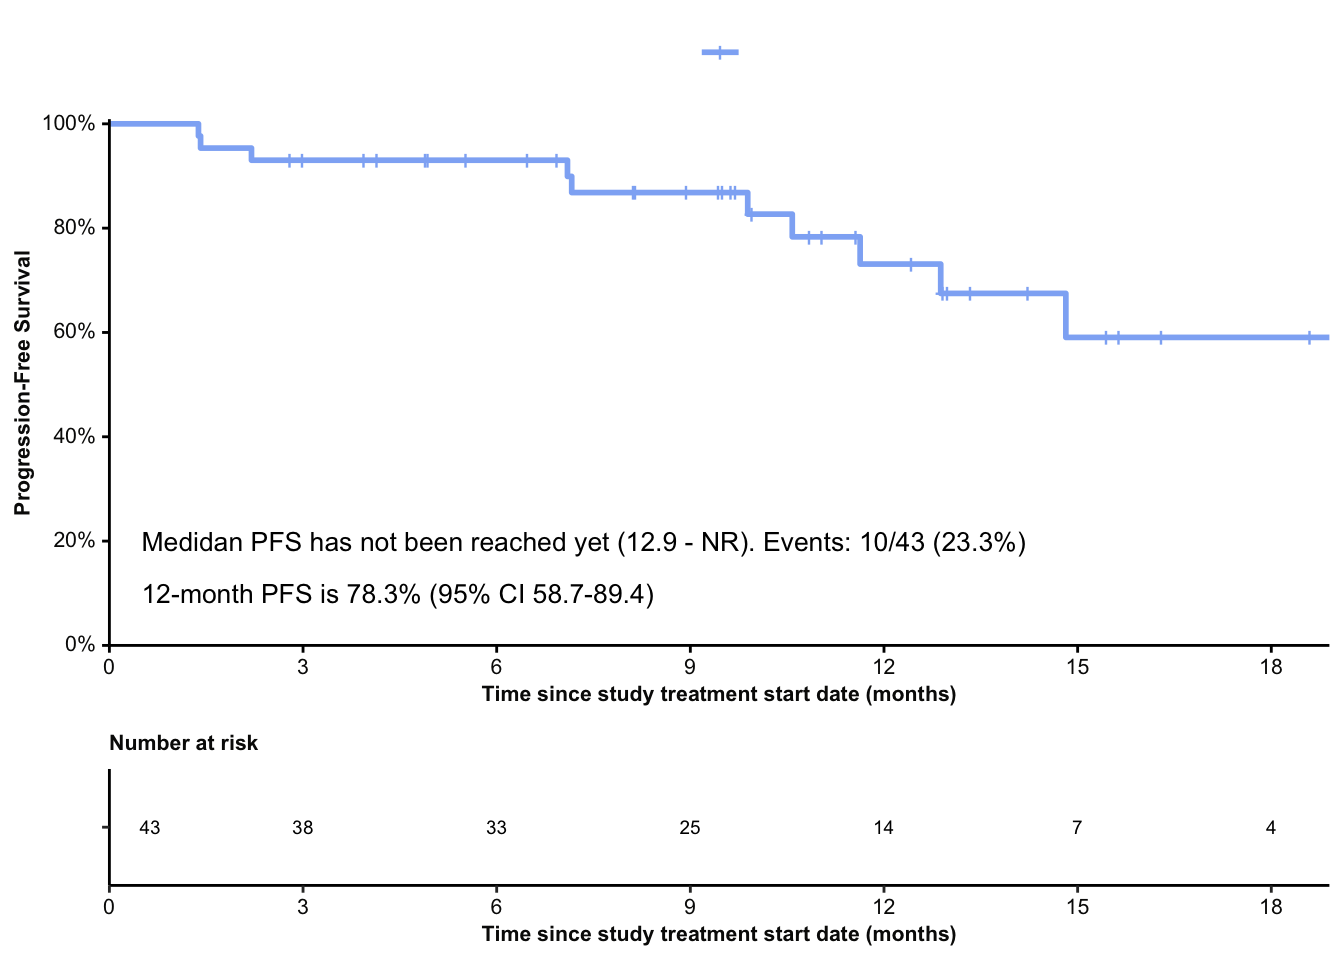 100%
80%
60%
40%
20%
0%
Progression-Free Survival
Medidan PFS has not been reached yet (12.9 - NR). Events: 10/43 (23.3%)
12-month PFS is 78.3% (95% CI 58.7-89.4)
0 3 6 9 12 15 18
Time since study treatment start date (months)
Number at risk
43 38 33 25 14 7 4
0 3 6 9 12 15 18
Time since study treatment start date (months)